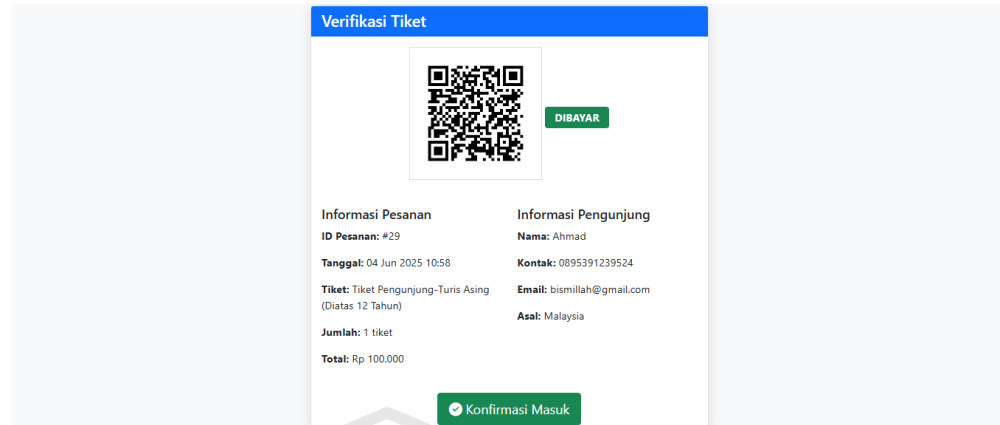 Verifikasi Tiket
DIBAYAR
Informasi Pesanan
ID Pesanan: #29
Tanggal: 04 Jun 2025 10:58
Tiket: Tiket Pengunjung-Turis Asing
(Diatas 12 Tahun)
Jumlah: 1 tiket
Total: Rp 100.000
Informasi Pengunjung
Nama: Ahmad
Kontak: 0895391239524
Email: bismillah@gmail.com
Asal: Malaysia
Konfirmasi Masuk